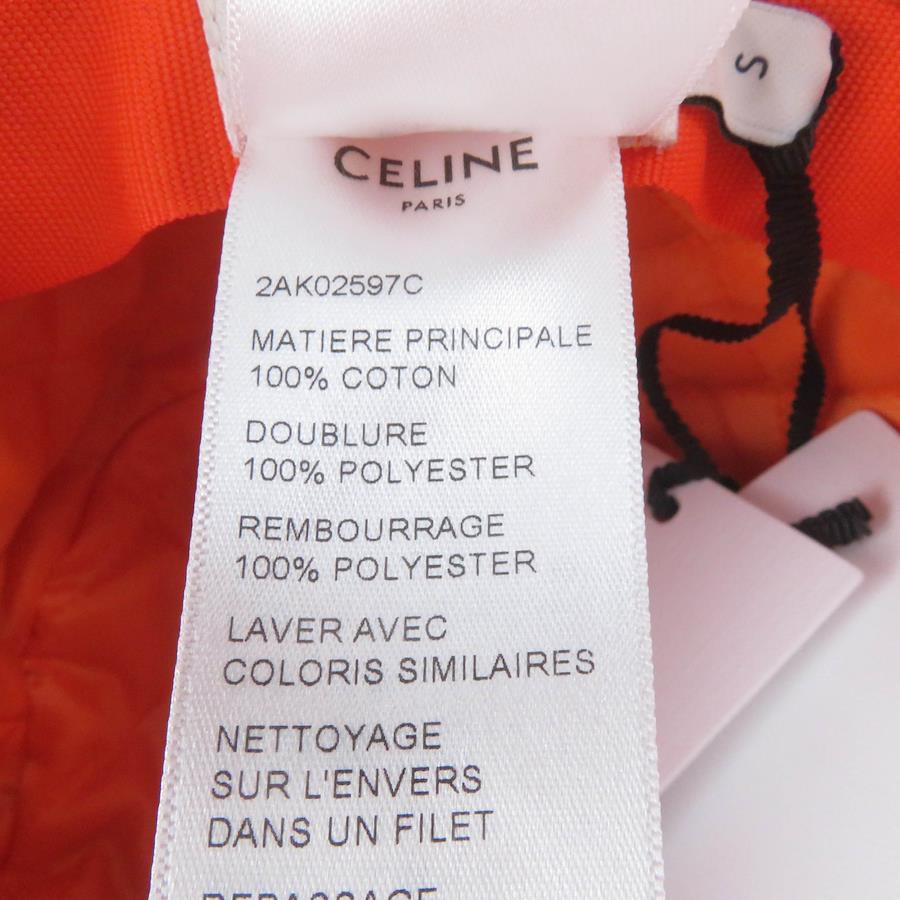 S
CELINE
PARIS
2AK02597C
MATIERE PRINCIPALE
100% COTON
DOUBLURE
100% POLYESTER
REMBOURRAGE
100% POLYESTER
LAVER AVEC
COLORIS SIMILAIRES
NETTOYAGE
SUR L'ENVERS
DANS UN FILET
REPASSAGE